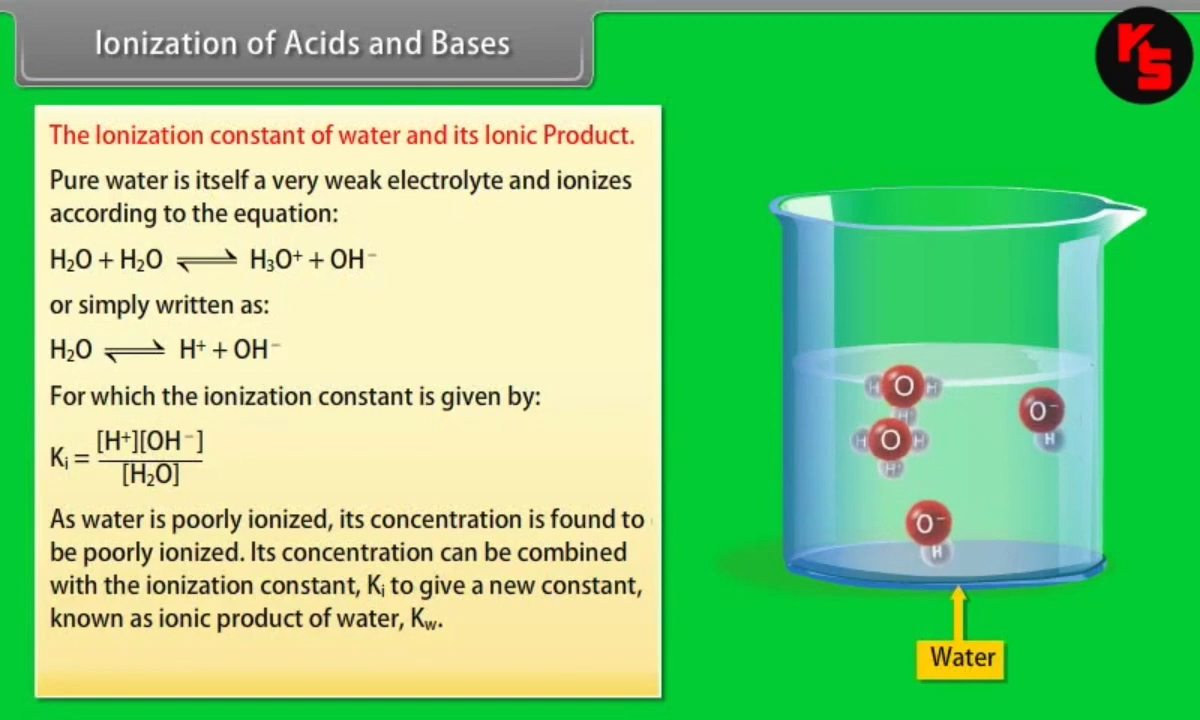 Ionization of Acids and Bases
KS
The Ionization constant of water and its Ionic Product.
Pure water is itself a very weak electrolyte and ionizes
according to the equation:
H₂O + H₂O ⇌ H₃O⁺ + OH⁻
or simply written as:
H₂O ⇌ H⁺ + OH⁻
For which the ionization constant is given by:
Kᵢ = [H⁺][OH⁻]
[H₂O]
As water is poorly ionized, its concentration is found to
be poorly ionized. Its concentration can be combined
with the ionization constant, Kᵢ to give a new constant,
known as ionic product of water, Kw.
H O H
H⁺
O⁻
H
H O H
H⁺
O⁻
H
Water